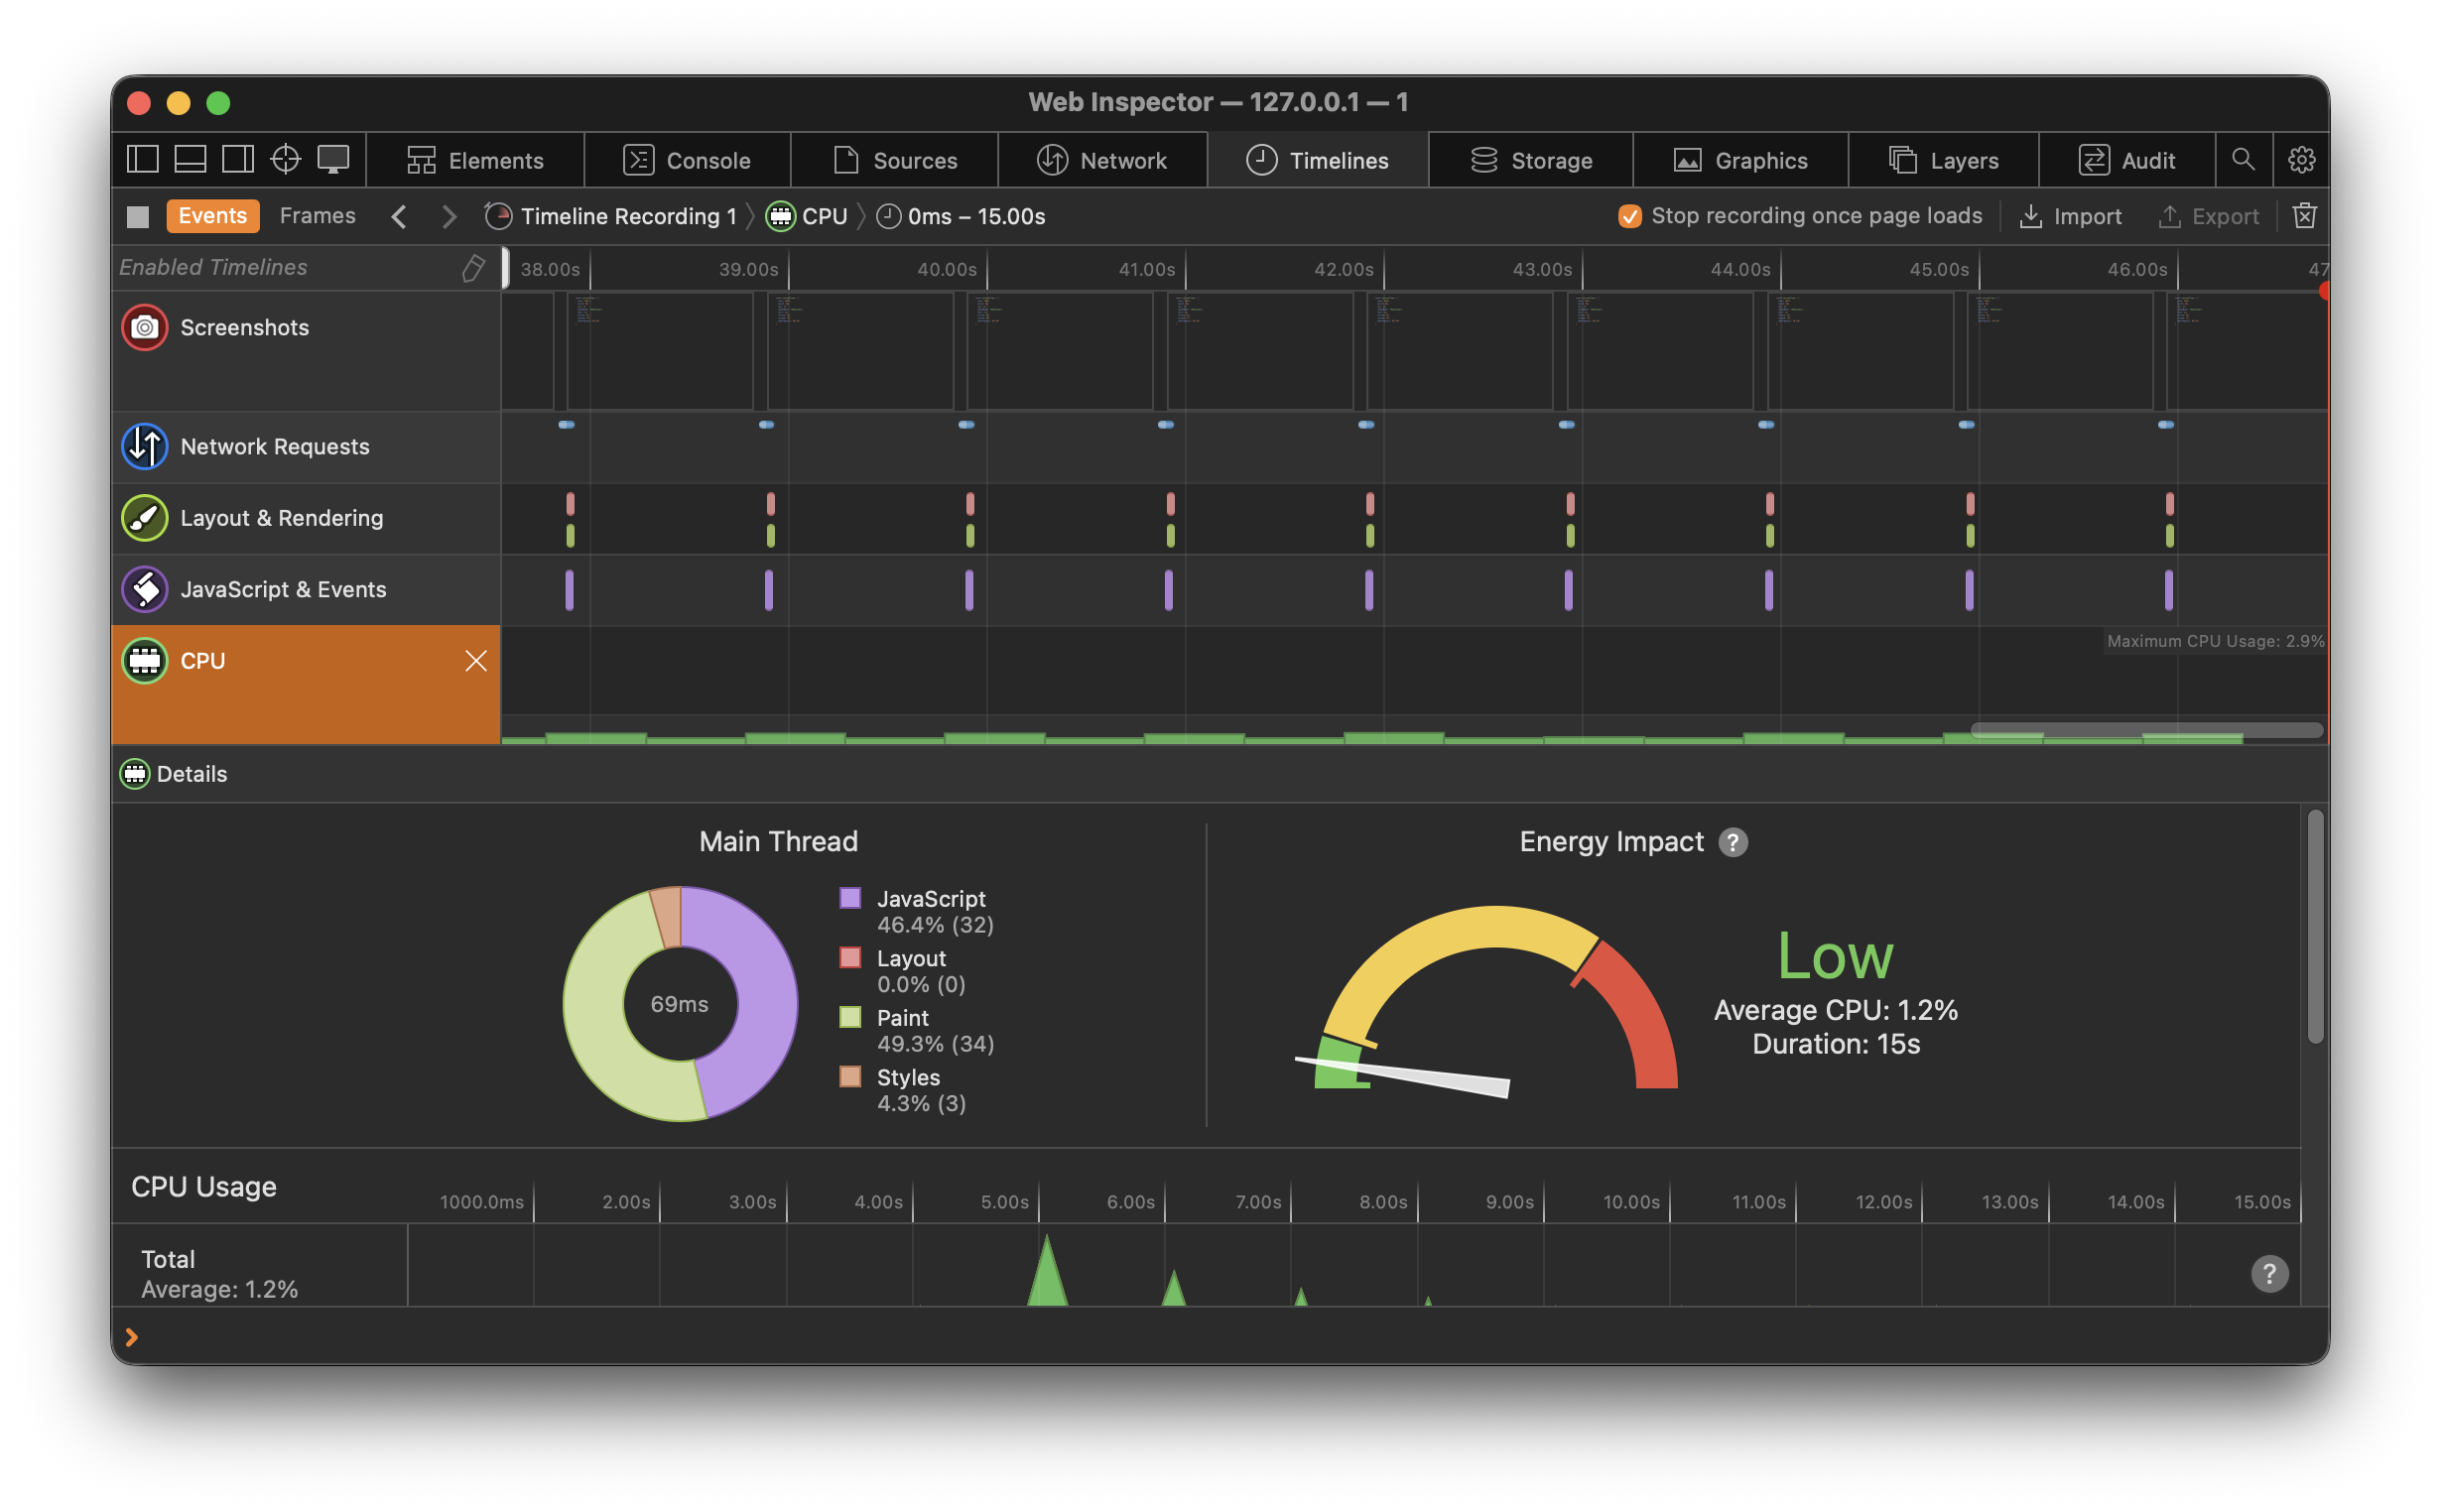 Web Inspector — 127.0.0.1 — 1
Elements
Console
Sources
Network
Timelines
Storage
Graphics
Layers
Audit
Events
Frames
Timeline Recording 1
CPU
0ms – 15.00s
Stop recording once page loads
Import
Export
Enabled Timelines
38.00s
39.00s
40.00s
41.00s
42.00s
43.00s
44.00s
45.00s
46.00s
47
Screenshots
Network Requests
Layout & Rendering
JavaScript & Events
CPU
Maximum CPU Usage: 2.9%
Details
Main Thread
69ms
JavaScript
46.4% (32)
Layout
0.0% (0)
Paint
49.3% (34)
Styles
4.3% (3)
Energy Impact
?
Low
Average CPU: 1.2%
Duration: 15s
CPU Usage
1000.0ms
2.00s
3.00s
4.00s
5.00s
6.00s
7.00s
8.00s
9.00s
10.00s
11.00s
12.00s
13.00s
14.00s
15.00s
Total
Average: 1.2%
?